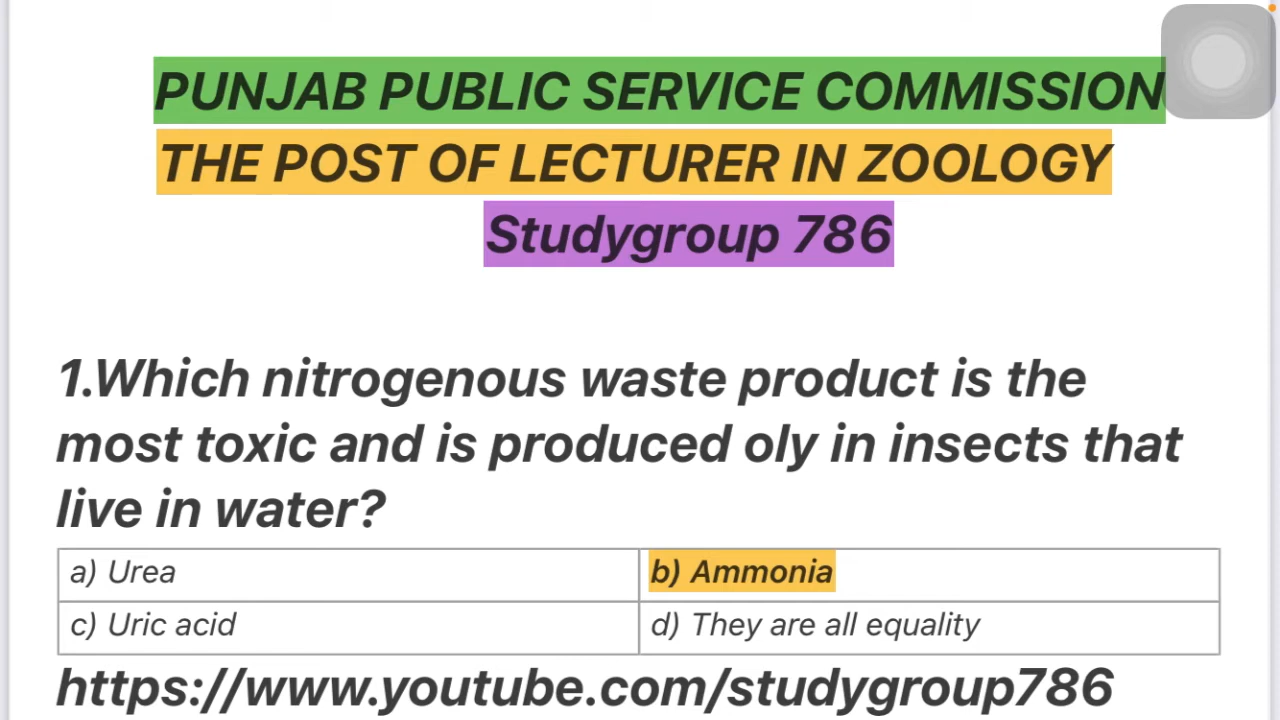 PUNJAB PUBLIC SERVICE COMMISSION
THE POST OF LECTURER IN ZOOLOGY
Studygroup 786
1.Which nitrogenous waste product is the
most toxic and is produced oly in insects that
live in water?
a) Urea
b) Ammonia
c) Uric acid
d) They are all equality
https://www.youtube.com/studygroup786